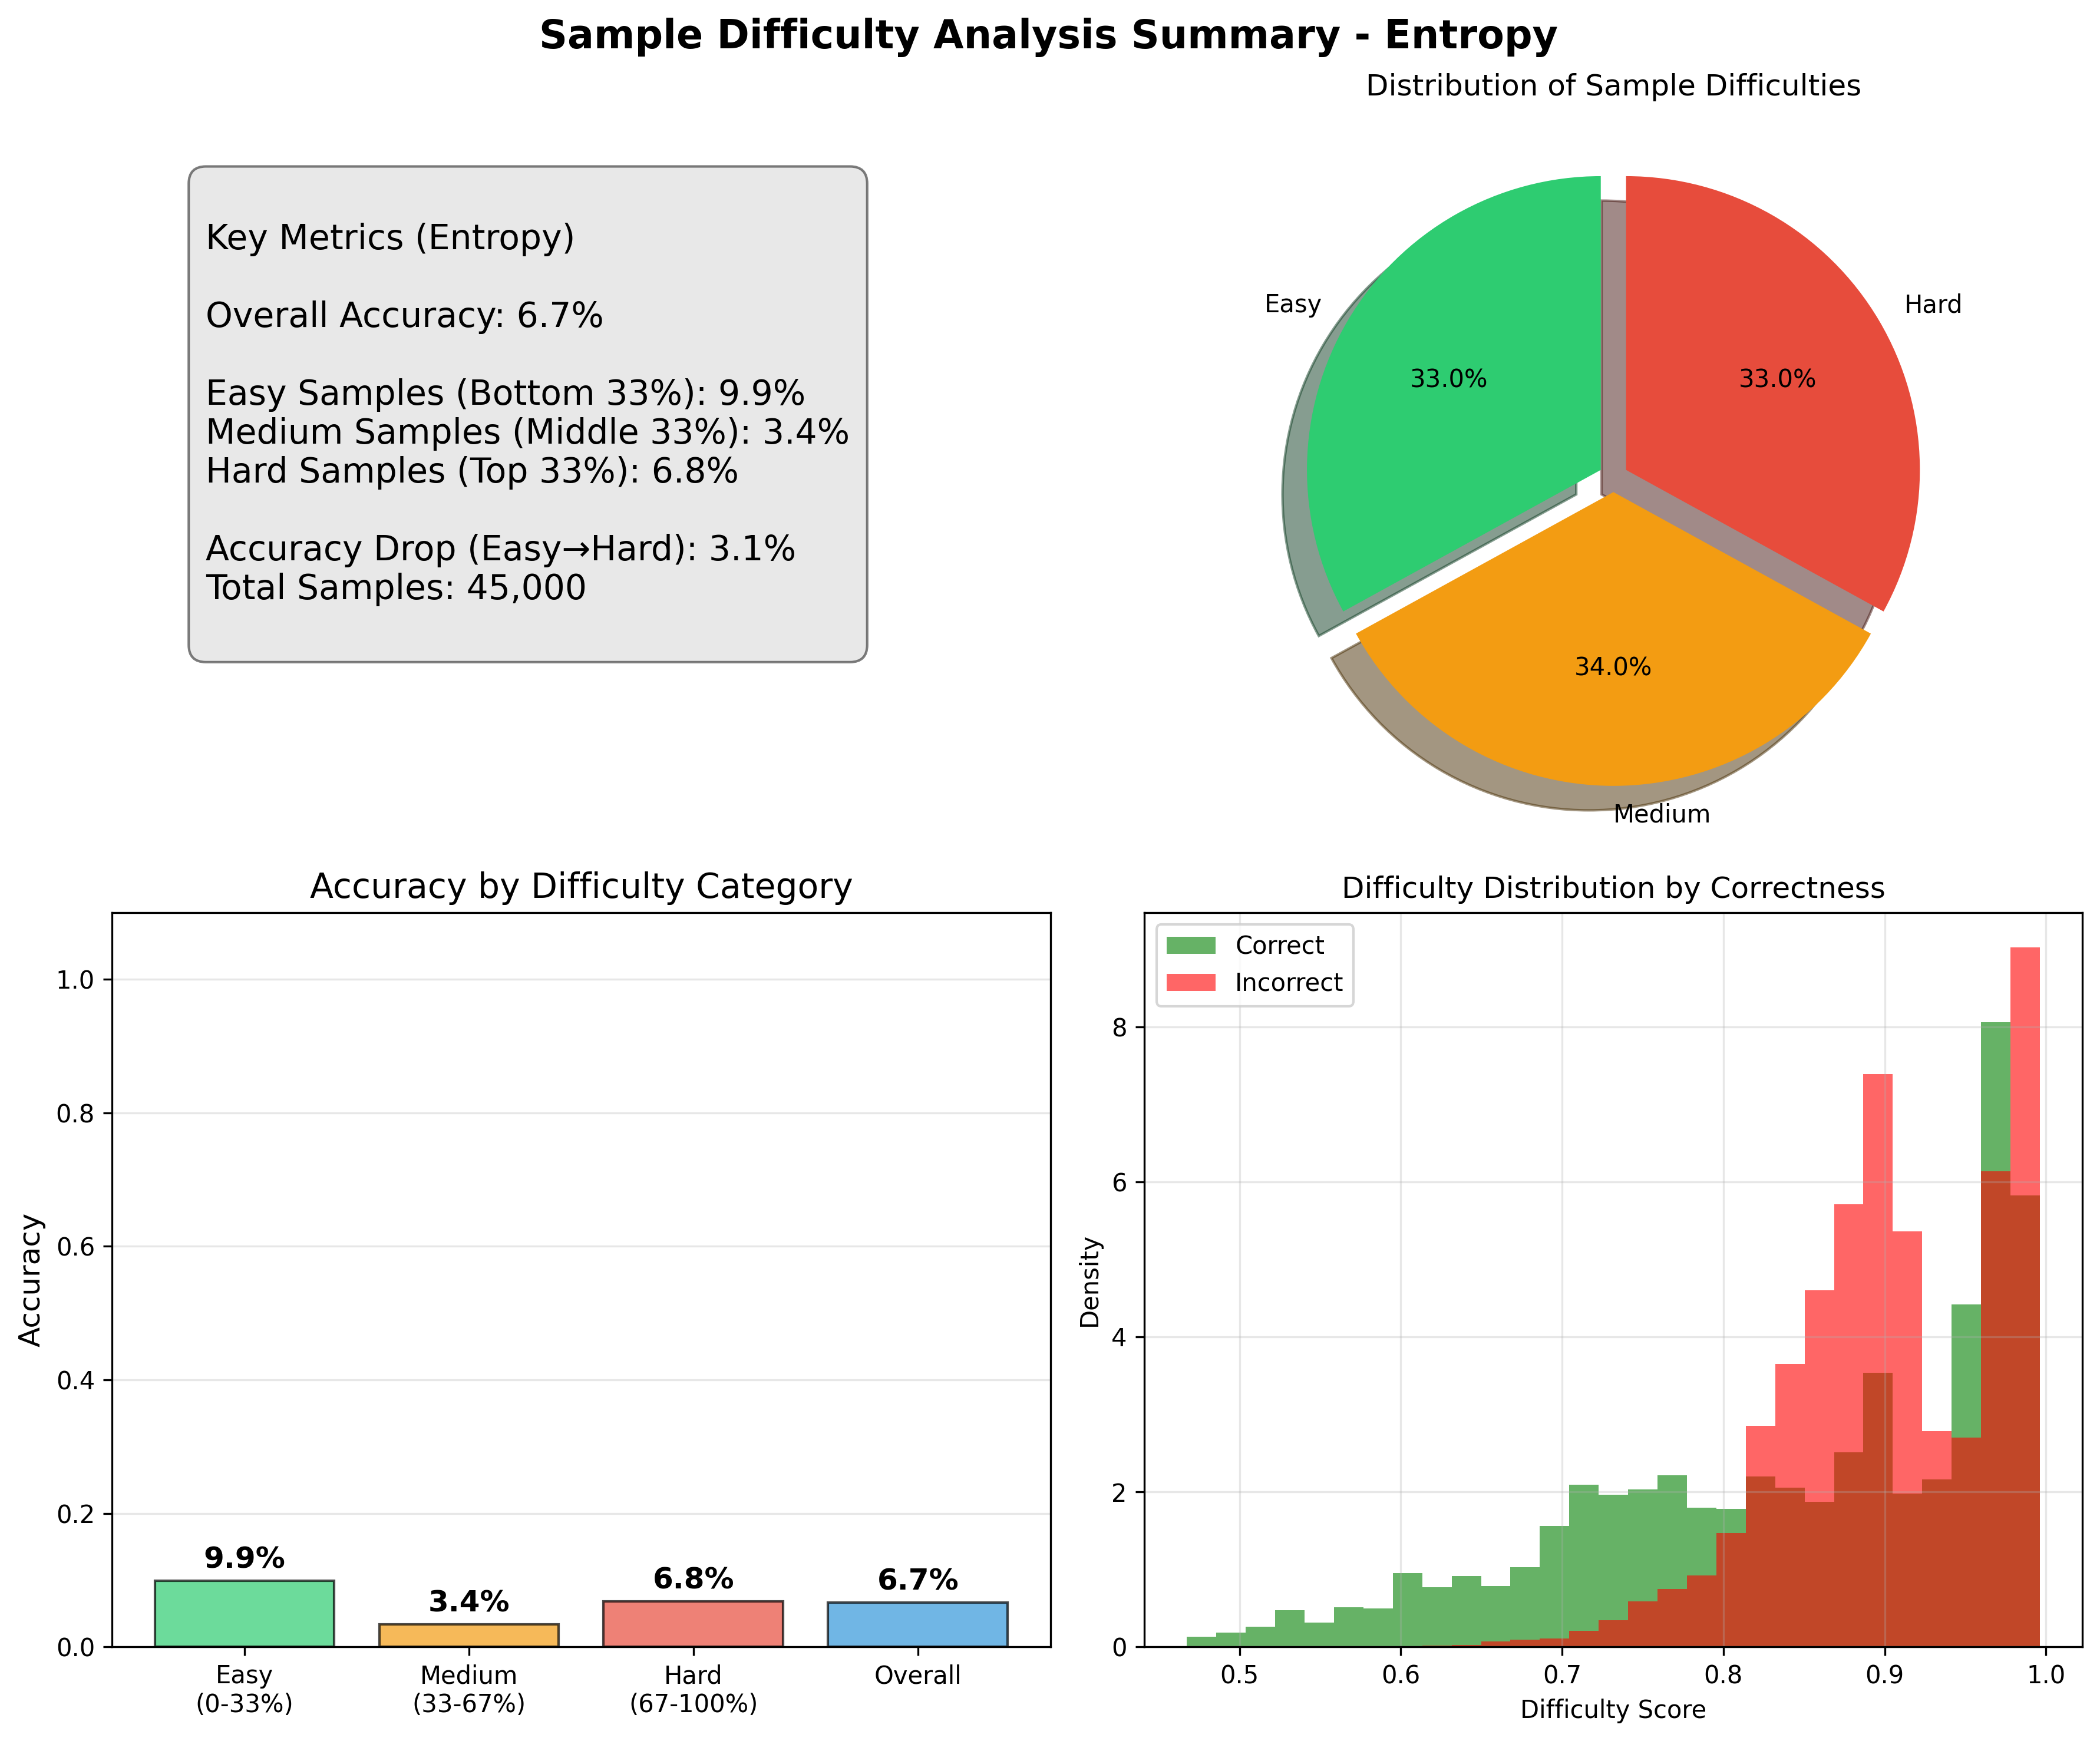 Sample Difficulty Analysis Summary - Entropy
Key Metrics (Entropy)
Overall Accuracy: 6.7%
Easy Samples (Bottom 33%): 9.9%
Medium Samples (Middle 33%): 3.4%
Hard Samples (Top 33%): 6.8%
Accuracy Drop (Easy→Hard): 3.1%
Total Samples: 45,000
Distribution of Sample Difficulties
Easy
Hard
33.0%
33.0%
34.0%
Medium
Accuracy by Difficulty Category
Accuracy
1.0
0.8
0.6
0.4
0.2
0.0
9.9%
3.4%
6.8%
6.7%
Easy
(0-33%)
Medium
(33-67%)
Hard
(67-100%)
Overall
Difficulty Distribution by Correctness
Correct
Incorrect
Density
8
6
4
2
0
0.5
0.6
0.7
0.8
0.9
1.0
Difficulty Score